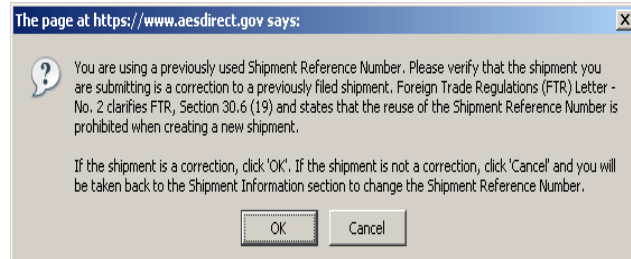 The page at https://www.aesdirect.gov says:
X
?
You are using a previously used Shipment Reference Number. Please verify that the shipment you
are submitting is a correction to a previously filed shipment. Foreign Trade Regulations (FTR) Letter -
No. 2 clarifies FTR, Section 30.6 (19) and states that the reuse of the Shipment Reference Number is
prohibited when creating a new shipment.
If the shipment is a correction, click 'OK'. If the shipment is not a correction, click 'Cancel' and you will
be taken back to the Shipment Information section to change the Shipment Reference Number.
OK Cancel